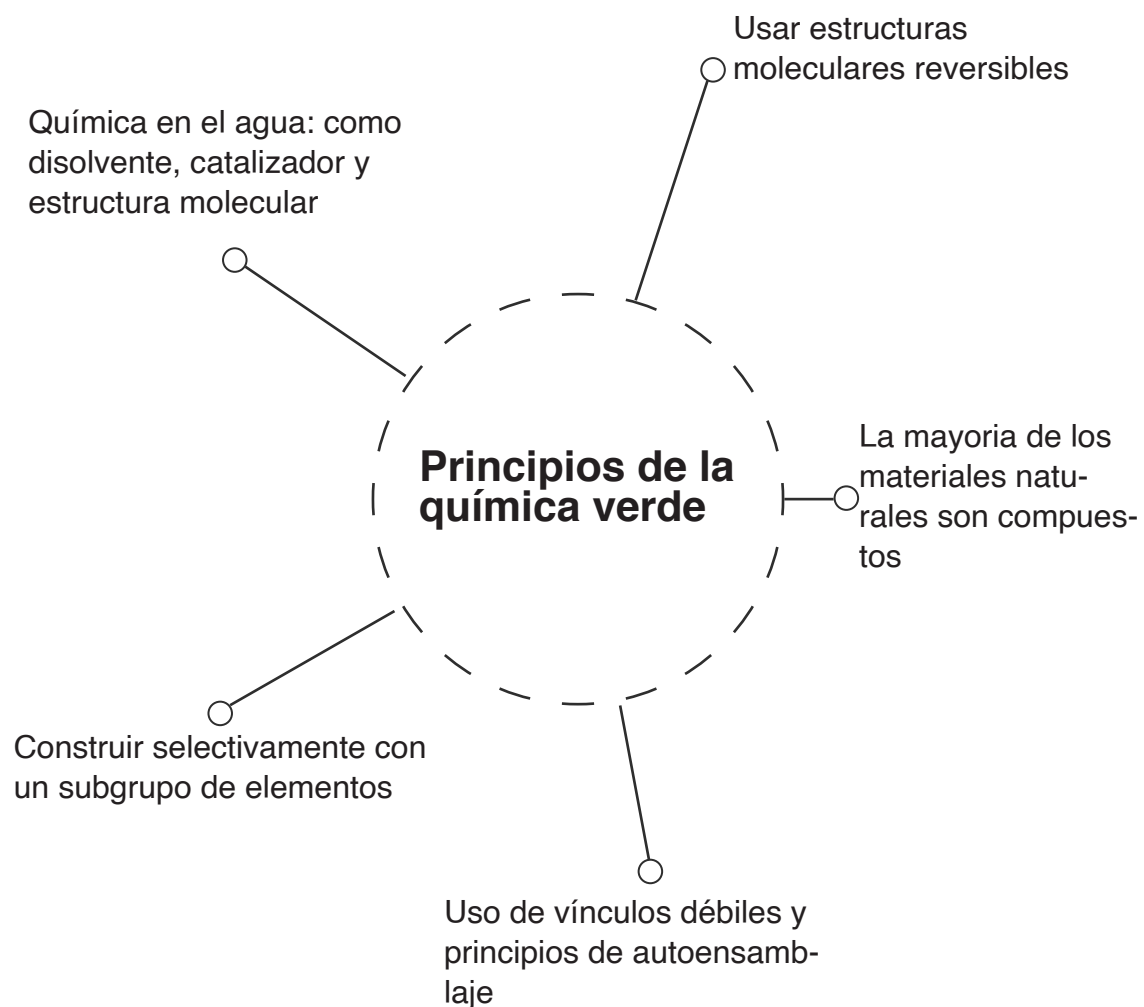 Usar estructuras
moleculares reversibles
Química en el agua: como
disolvente, catalizador y
estructura molecular
Principios de la
química verde
La mayoria de los
materiales natu-
rales son compues-
tos
Construir selectivamente con
un subgrupo de elementos
Uso de vínculos débiles y
principios de autoensamb-
laje